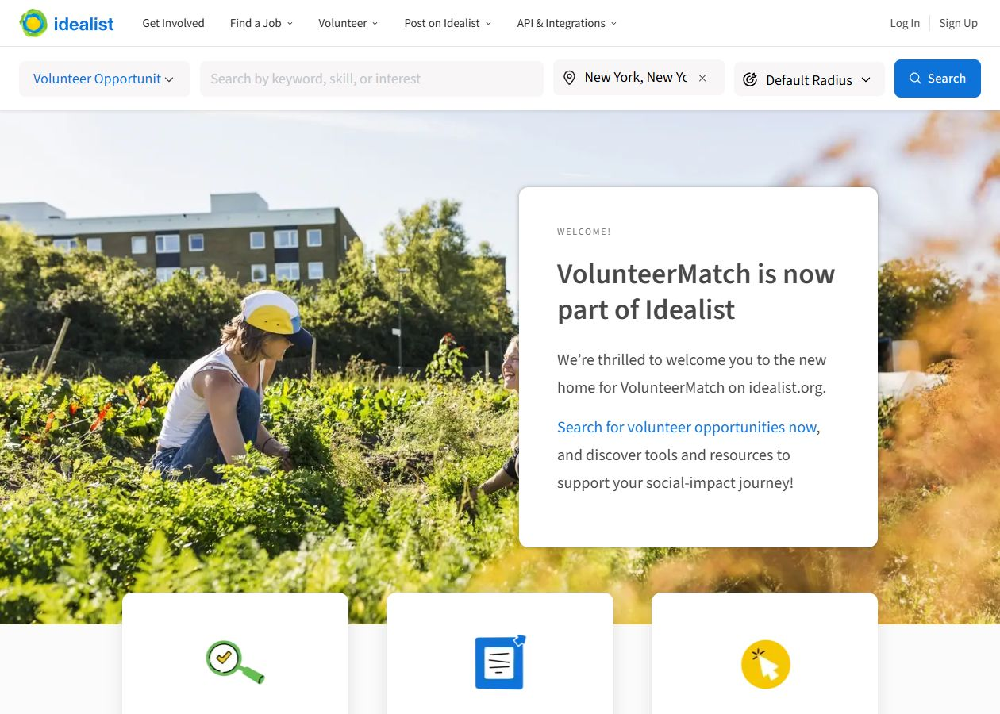 idealist
Get Involved
Find a Job
Volunteer
Post on Idealist
API & Integrations
Log In
Sign Up
Volunteer Opportunit
Search by keyword, skill, or interest
New York, New Yo
Default Radius
Search
WELCOME!
VolunteerMatch is now
part of Idealist
We’re thrilled to welcome you to the new
home for VolunteerMatch on idealist.org.
Search for volunteer opportunities now,
and discover tools and resources to
support your social-impact journey!